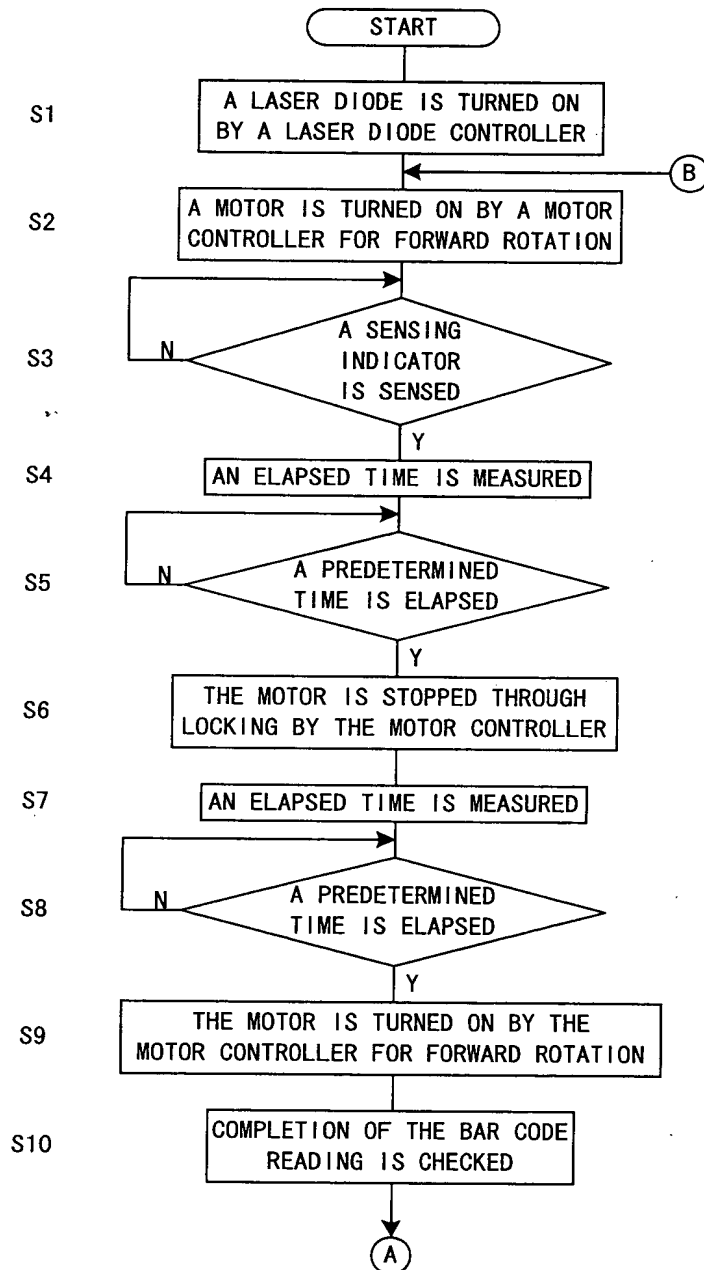 START
S1
A LASER DIODE IS TURNED ON
BY A LASER DIODE CONTROLLER
B
S2
A MOTOR IS TURNED ON BY A MOTOR
CONTROLLER FOR FORWARD ROTATION
S3
N
A SENSING
INDICATOR
IS SENSED
Y
S4
AN ELAPSED TIME IS MEASURED
S5
N
A PREDETERMINED
TIME IS ELAPSED
Y
S6
THE MOTOR IS STOPPED THROUGH
LOCKING BY THE MOTOR CONTROLLER
S7
AN ELAPSED TIME IS MEASURED
S8
N
A PREDETERMINED
TIME IS ELAPSED
Y
S9
THE MOTOR IS TURNED ON BY THE
MOTOR CONTROLLER FOR FORWARD ROTATION
S10
COMPLETION OF THE BAR CODE
READING IS CHECKED
A